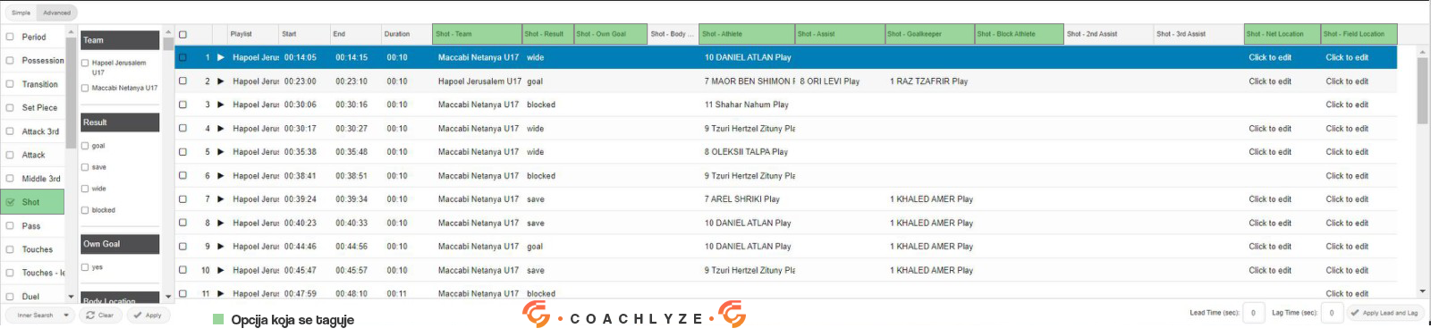 Simple Advanced
Period
Possession
Transition
Set Piece
Attack 3rd
Attack
Middle 3rd
Shot
Pass
Touches
Touches - le
Duel
Inner Search Clear Apply
Team
Hapoel Jerusalem
U17
Maccabi Netanya U17
Result
goal
save
wide
blocked
Own Goal
yes
Body Location
Playlist Start End Duration Shot - Team Shot - Result Shot - Own Goal Shot - Body ... Shot - Athlete Shot - Assist Shot - Goalkeeper Shot - Block Athlete Shot - 2nd Assist Shot - 3rd Assist Shot - Net Location Shot - Field Location
1 Hapoel Jerus 00:14:05 00:14:15 00:10 Maccabi Netanya U17 wide 10 DANIEL ATLAN Play Click to edit Click to edit
2 Hapoel Jerus 00:23:00 00:23:10 00:10 Hapoel Jerusalem U17 goal 7 MAOR BEN SHIMON F 8 ORI LEVI Play 1 RAZ TZAFRIR Play Click to edit Click to edit
3 Hapoel Jerus 00:30:06 00:30:16 00:10 Maccabi Netanya U17 blocked 11 Shahar Nahum Play Click to edit
4 Hapoel Jerus 00:30:17 00:30:27 00:10 Maccabi Netanya U17 wide 9 Tzuri Hertzel Zituny Pla Click to edit Click to edit
5 Hapoel Jerus 00:35:38 00:35:48 00:10 Maccabi Netanya U17 wide 8 OLEKSII TALPA Play Click to edit Click to edit
6 Hapoel Jerus 00:38:41 00:38:51 00:10 Maccabi Netanya U17 blocked 9 Tzuri Hertzel Zituny Pla Click to edit
7 Hapoel Jerus 00:39:24 00:39:34 00:10 Maccabi Netanya U17 save 7 AREL SHRIKI Play 1 KHALED AMER Play Click to edit Click to edit
8 Hapoel Jerus 00:40:23 00:40:33 00:10 Maccabi Netanya U17 save 10 DANIEL ATLAN Play 1 KHALED AMER Play Click to edit Click to edit
9 Hapoel Jerus 00:44:46 00:44:56 00:10 Maccabi Netanya U17 goal 10 DANIEL ATLAN Play 1 KHALED AMER Play Click to edit Click to edit
10 Hapoel Jerus 00:45:47 00:45:57 00:10 Maccabi Netanya U17 save 9 Tzuri Hertzel Zituny Pla 1 KHALED AMER Play Click to edit Click to edit
11 Hapoel Jerus 00:47:59 00:48:10 00:11 Maccabi Netanya U17 blocked Click to edit
Lead Time (sec): 0 Lag Time (sec): 0 Apply Lead and Lag
Opcija koja se taguje
• COACHLYZE •